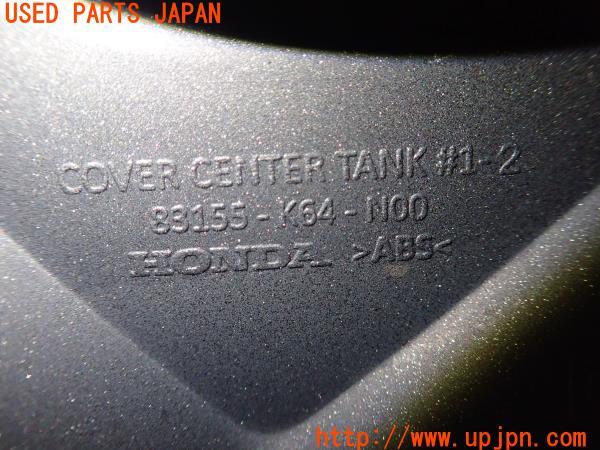 USED PARTS JAPAN
COVER CENTER TANK #1-2
83155-K64-N00
HONDA >ABS<
http://www.upjpn.com